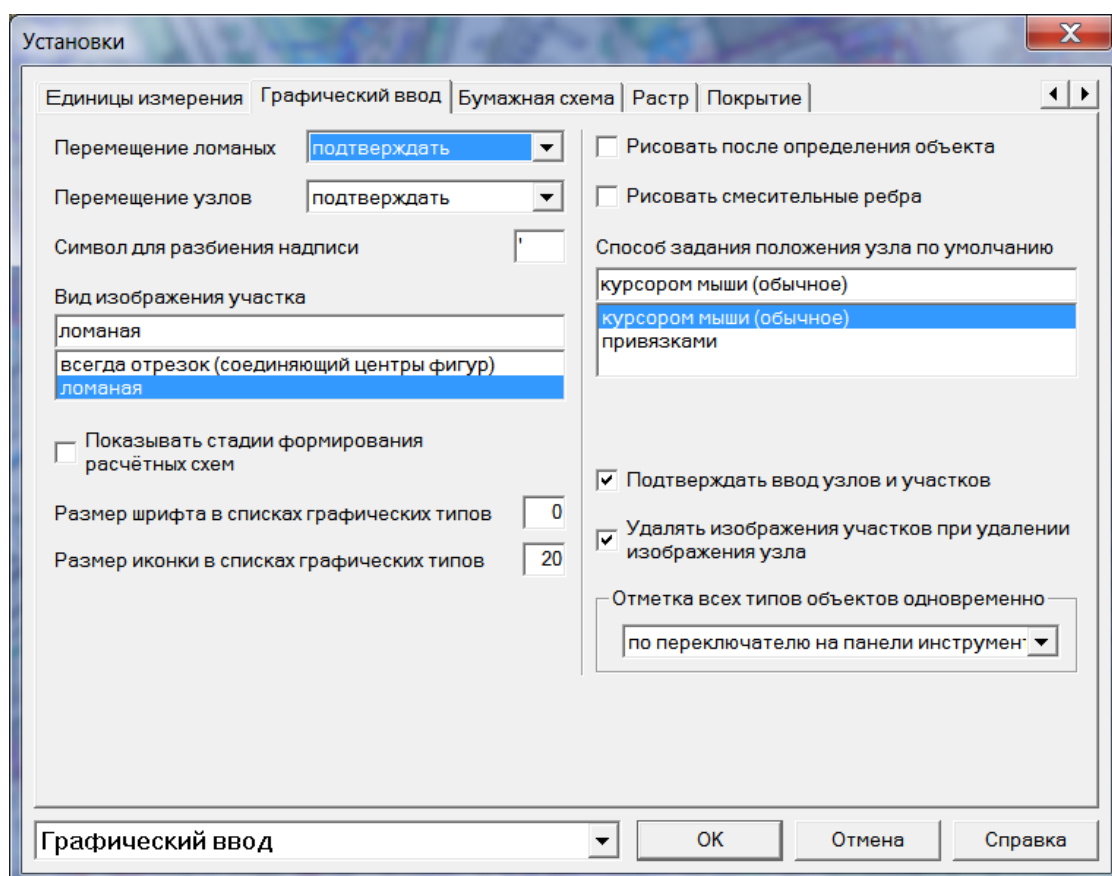 Установки
Единицы измерения Графический ввод Бумажная схема Растр Покрытие
Перемещение ломаных подтверждать
Перемещение узлов подтверждать
Символ для разбиения надписи '
Вид изображения участка
ломаная
всегда отрезок (соединяющий центры фигур)
ломаная
Показывать стадии формирования
расчётных схем
Размер шрифта в списках графических типов 0
Размер иконки в списках графических типов 20
Рисовать после определения объекта
Рисовать смесительные ребра
Способ задания положения узла по умолчанию
курсором мыши (обычное)
курсором мыши (обычное)
привязками
Подтверждать ввод узлов и участков
Удалять изображения участков при удалении
изображения узла
Отметка всех типов объектов одновременно
по переключателю на панели инструмент
Графический ввод OK Отмена Справка